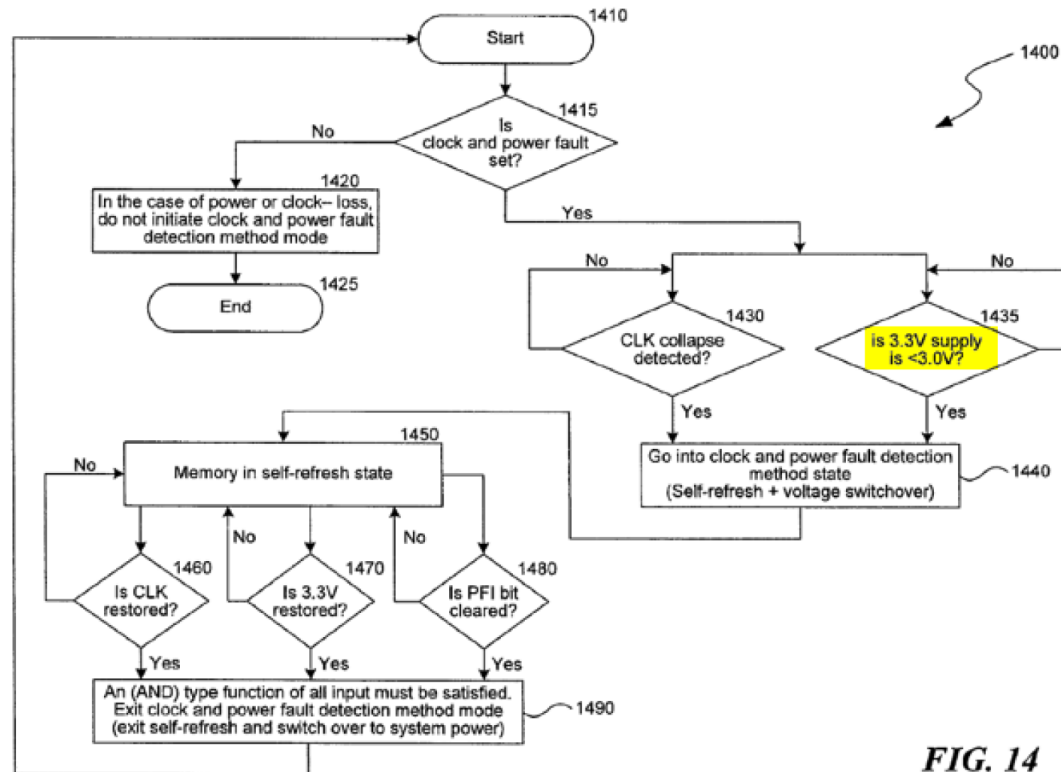 1410
Start
1400
1415
Is
clock and power fault
set?
No
Yes
1420
In the case of power or clock– loss,
do not initiate clock and power fault
detection method mode
1425
End
No
No
1430
CLK collapse
detected?
1435
is 3.3V supply
is <3.0V?
Yes
Yes
Go into clock and power fault detection
method state
(Self-refresh + voltage switchover)
1440
1450
Memory in self-refresh state
No
No
No
1460
Is CLK
restored?
1470
Is 3.3V
restored?
1480
Is PFI bit
cleared?
Yes
Yes
Yes
An (AND) type function of all input must be satisfied.
Exit clock and power fault detection method mode
(exit self-refresh and switch over to system power)
1490
FIG. 14